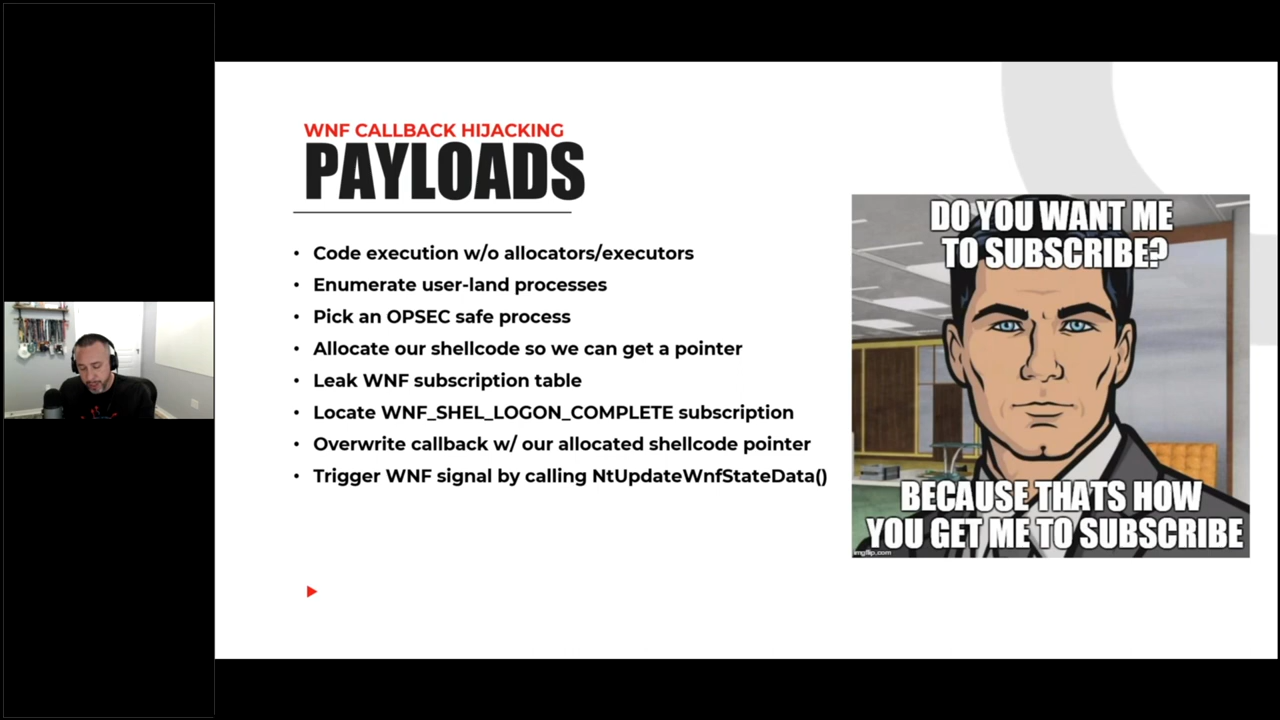 WNF CALLBACK HIJACKING
PAYLOADS
• Code execution w/o allocators/executors
• Enumerate user-land processes
• Pick an OPSEC safe process
• Allocate our shellcode so we can get a pointer
• Leak WNF subscription table
• Locate WNF_SHEL_LOGON_COMPLETE subscription
• Overwrite callback w/ our allocated shellcode pointer
• Trigger WNF signal by calling NtUpdateWnfStateData()
DO YOU WANT ME
TO SUBSCRIBE?
BECAUSE THATS HOW
YOU GET ME TO SUBSCRIBE
imgflip.com